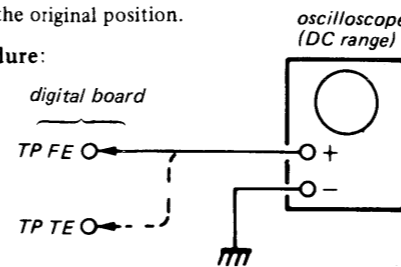 the original position.
oscilloscope
(DC range)
dure:
digital board
TP FE
+
−
TP TE